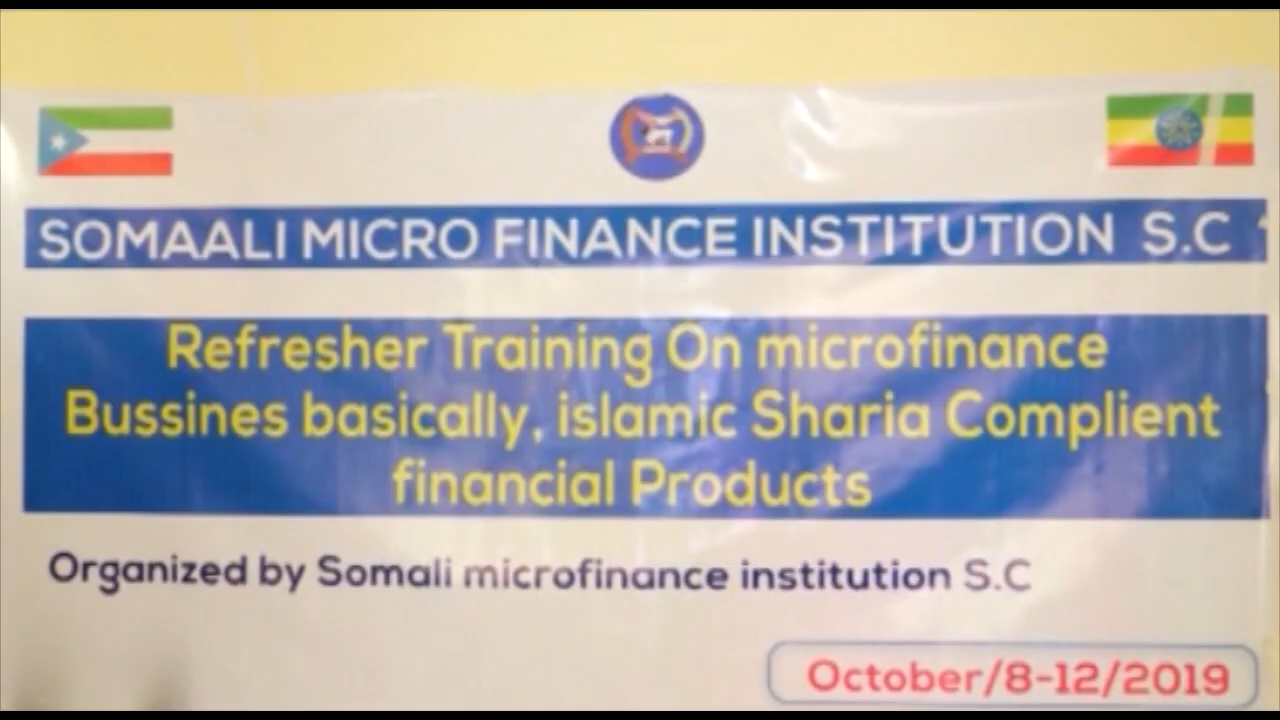 SOMAALI MICRO FINANCE INSTITUTION S.C
Refresher Training On microfinance
Bussines basically, islamic Sharia Complient
financial Products
Organized by Somali microfinance institution S.C
October/8-12/2019